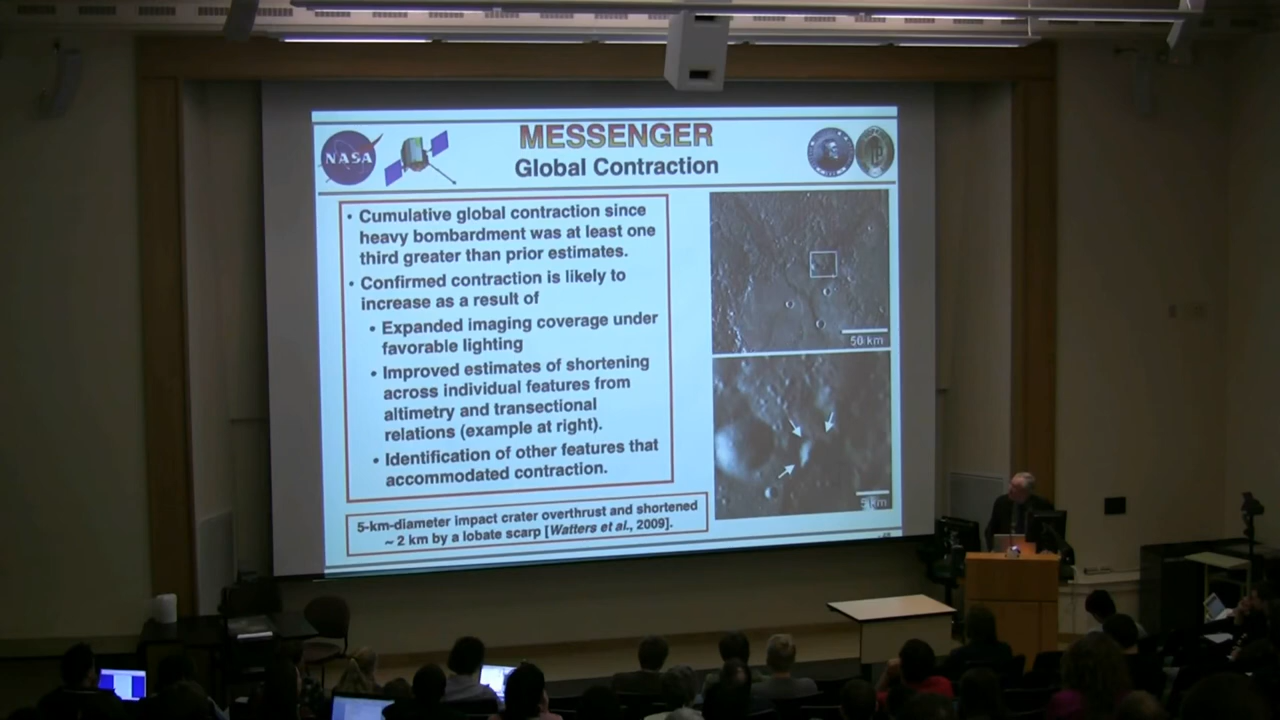 NASA
MESSENGER
Global Contraction
• Cumulative global contraction since
heavy bombardment was at least one
third greater than prior estimates.
• Confirmed contraction is likely to
increase as a result of
• Expanded imaging coverage under
favorable lighting
• Improved estimates of shortening
across individual features from
altimetry and transectional
relations (example at right).
• Identification of other features that
accommodated contraction.
5-km-diameter impact crater overthrust and shortened
~ 2 km by a lobate scarp [Watters et al., 2009].
50 km
5 km